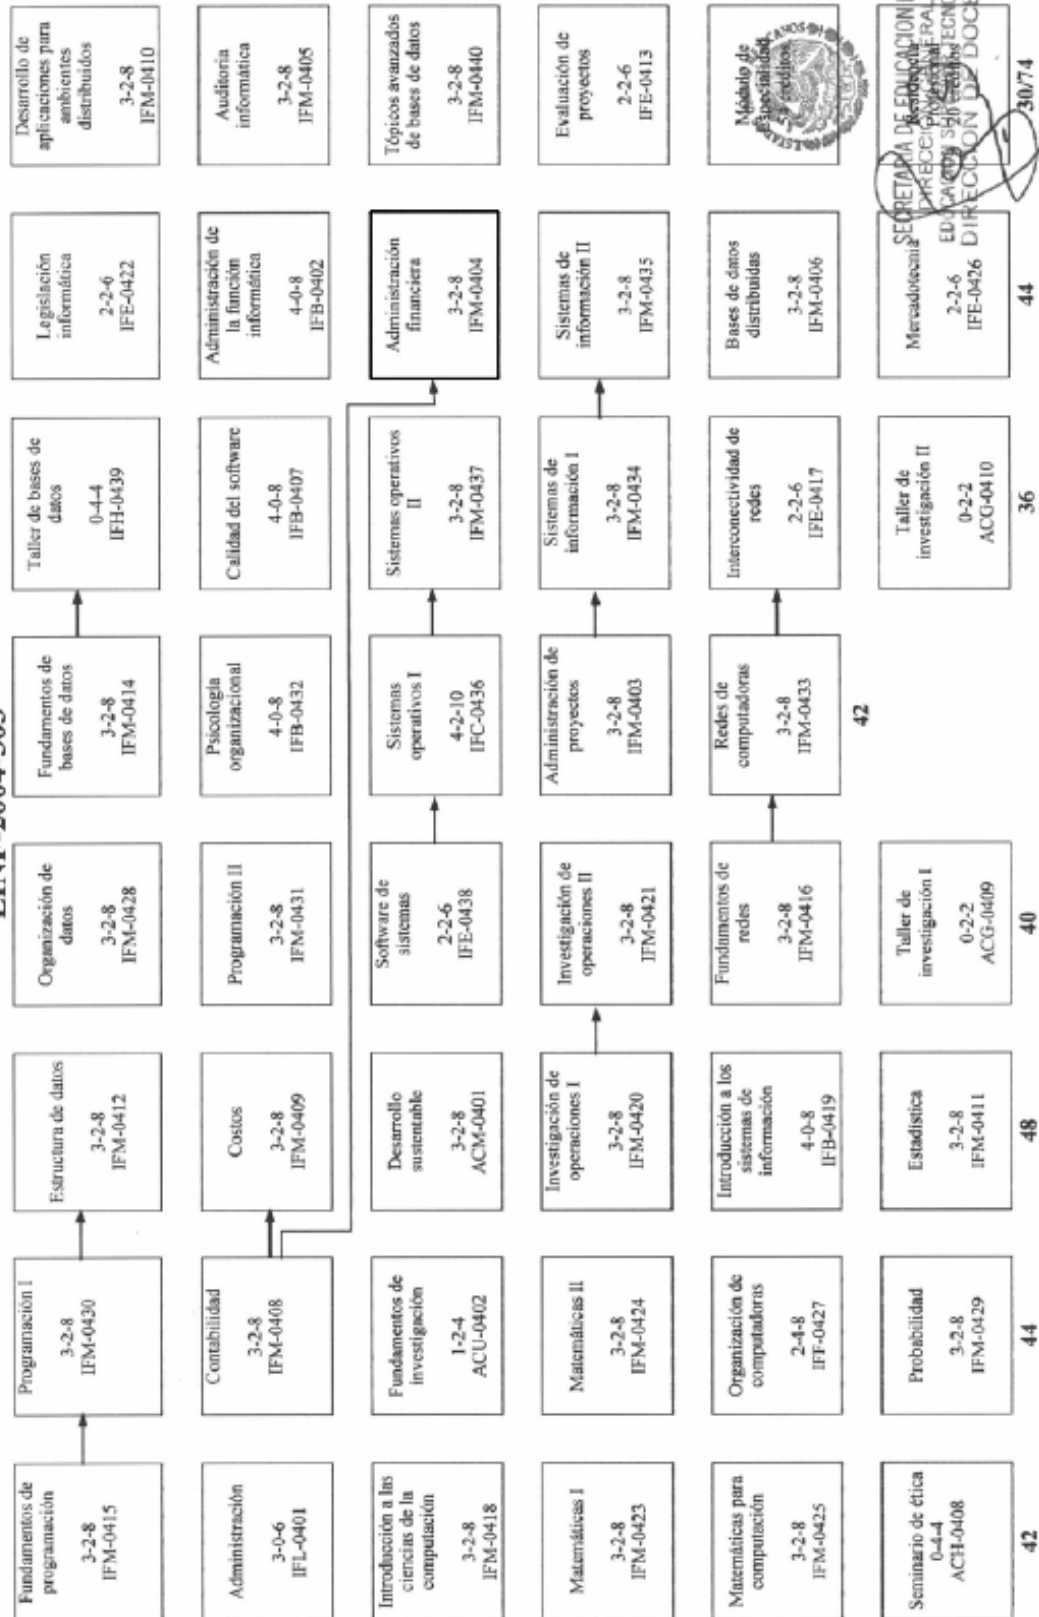 LINF-2004-303
Fundamentos de
programación
3-2-8
IFM-0415
Programación I
3-2-8
IFM-0430
Estructura de datos
3-2-8
IFM-0412
Organización de
datos
3-2-8
IFM-0428
Fundamentos de
bases de datos
3-2-8
IFM-0414
Taller de bases de
datos
0-4-4
IFH-0439
Legislación
informática
2-2-6
IFE-0422
Desarrollo de
aplicaciones para
ambientes
distribuidos
3-2-8
IFM-0410
Administración
3-0-6
IFL-0401
Contabilidad
3-2-8
IFM-0408
Costos
3-2-8
IFM-0409
Programación II
3-2-8
IFM-0431
Psicología
organizacional
4-0-8
IFB-0432
Calidad del software
4-0-8
IFB-0407
Administración de
la función
informática
4-0-8
IFB-0402
Auditoria
informática
3-2-8
IFM-0405
Introducción a las
ciencias de la
computación
3-2-8
IFM-0418
Fundamentos de
investigación
1-2-4
ACU-0402
Desarrollo
sustentable
3-2-8
ACM-0401
Software de
sistemas
2-2-6
IFE-0438
Sistemas
operativos I
4-2-10
IFC-0436
Sistemas operativos
II
3-2-8
IFM-0437
Administración
financiera
3-2-8
IFM-0404
Tópicos avanzados
de bases de datos
3-2-8
IFM-0440
Matemáticas I
3-2-8
IFM-0423
Matemáticas II
3-2-8
IFM-0424
Investigación de
operaciones I
3-2-8
IFM-0420
Investigación de
operaciones II
3-2-8
IFM-0421
Administración de
proyectos
3-2-8
IFM-0403
Sistemas de
información I
3-2-8
IFM-0434
Sistemas de
información II
3-2-8
IFM-0435
Evaluación de
proyectos
2-2-6
IFE-0413
Matemáticas para
computación
3-2-8
IFM-0425
Organización de
computadoras
2-4-8
IFF-0427
Introducción a los
sistemas de
información
4-0-8
IFB-0419
Fundamentos de
redes
3-2-8
IFM-0416
Redes de
computadoras
3-2-8
IFM-0433
Interconectividad de
redes
2-2-6
IFE-0417
Bases de datos
distribuidas
3-2-8
IFM-0406
Módulo de
Especialidad
54 créditos
Seminario de ética
0-4-4
ACH-0408
Probabilidad
3-2-8
IFM-0429
Estadística
3-2-8
IFM-0411
Taller de
investigación I
0-2-2
ACG-0409
Taller de
investigación II
0-2-2
ACG-0410
Mercadotecnia
2-2-6
IFE-0426
Residencia
Profesional
20 créditos
SECRETARIA DE EDUCACION
DIRECCION GENERAL
DIRECCION DE DOCE
42
44
48
40
42
36
44
30/74